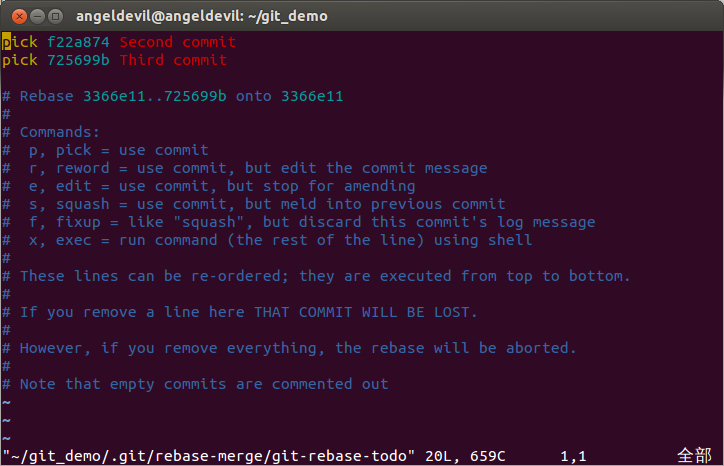 angeldevil@angeldevil: ~/git_demo
pick f22a874 Second commit
pick 725699b Third commit
# Rebase 3366e11..725699b onto 3366e11
#
# Commands:
#  p, pick = use commit
#  r, reword = use commit, but edit the commit message
#  e, edit = use commit, but stop for amending
#  s, squash = use commit, but meld into previous commit
#  f, fixup = like "squash", but discard this commit's log message
#  x, exec = run command (the rest of the line) using shell
#
# These lines can be re-ordered; they are executed from top to bottom.
#
# If you remove a line here THAT COMMIT WILL BE LOST.
#
# However, if you remove everything, the rebase will be aborted.
#
# Note that empty commits are commented out
~
~
~
"~/git_demo/.git/rebase-merge/git-rebase-todo" 20L, 659C 1,1 全部